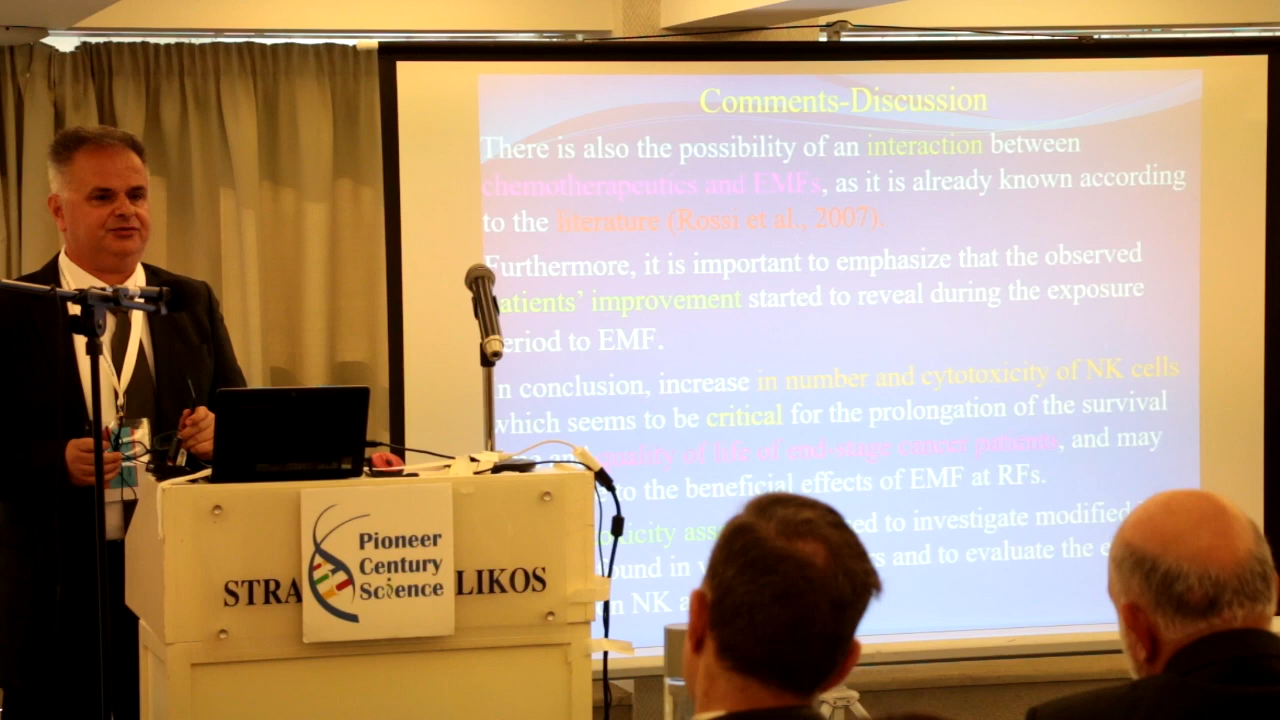 Comments-Discussion
There is also the possibility of an interaction between
chemotherapeutics and EMFs, as it is already known according
to the literature (Rossi et al., 2007).
Furthermore, it is important to emphasize that the observed
patients' improvement started to reveal during the exposure
period to EMF.
In conclusion, increase in number and cytotoxicity of NK cells
which seems to be critical for the prolongation of the survival
quality of life of end-stage cancer patients, and may
to the beneficial effects of EMF at RFs.
to investigate modified
and to evaluate the
on NK
Pioneer
Century
Science
STRA LIKOS